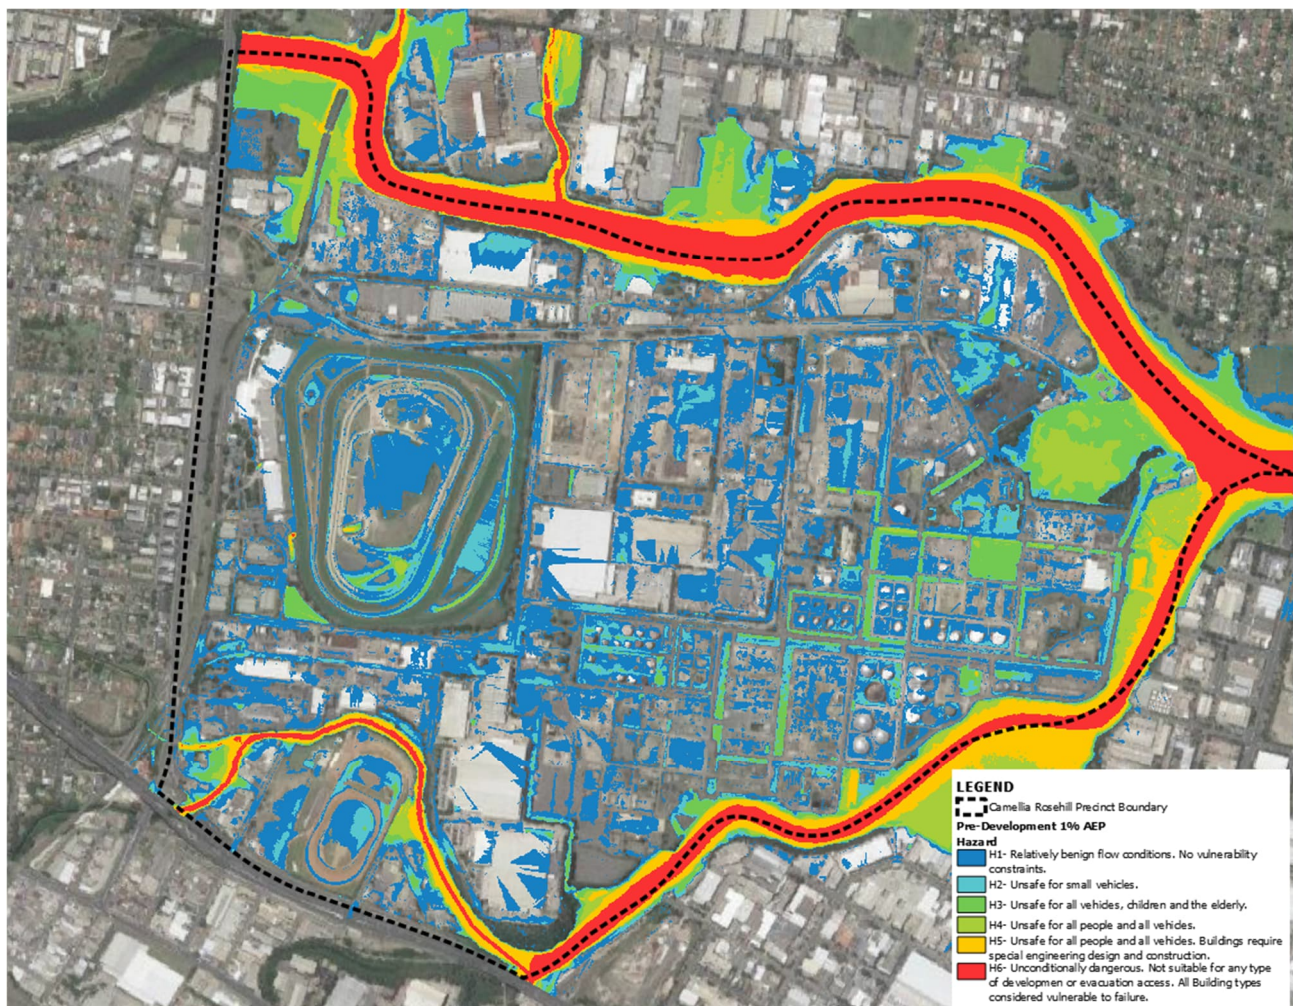 LEGEND
Camellia Rosehill Precinct Boundary
Pre-Development 1% AEP
Hazard
H1- Relatively benign flow conditions. No vulnerability
constraints.
H2- Unsafe for small vehicles.
H3- Unsafe for all vehicles, children and the elderly.
H4- Unsafe for all people and all vehicles.
H5- Unsafe for all people and all vehicles. Buildings require
special engineering design and construction.
H6- Unconditionally dangerous. Not suitable for any type
of developmen or evacuation access. All Building types
considered vulnerable to failure.